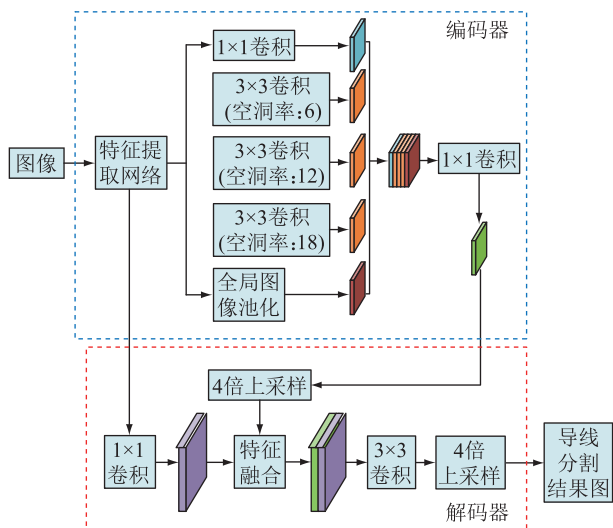 编码器
1×1卷积
3×3卷积
(空洞率:6)
图像
特征提
取网络
3×3卷积
(空洞率:12)
1×1卷积
3×3卷积
(空洞率:18)
全局图
像池化
4倍上采样
1×1
卷积
特征
融合
3×3
卷积
4倍
上采样
导线
分割
结果图
解码器